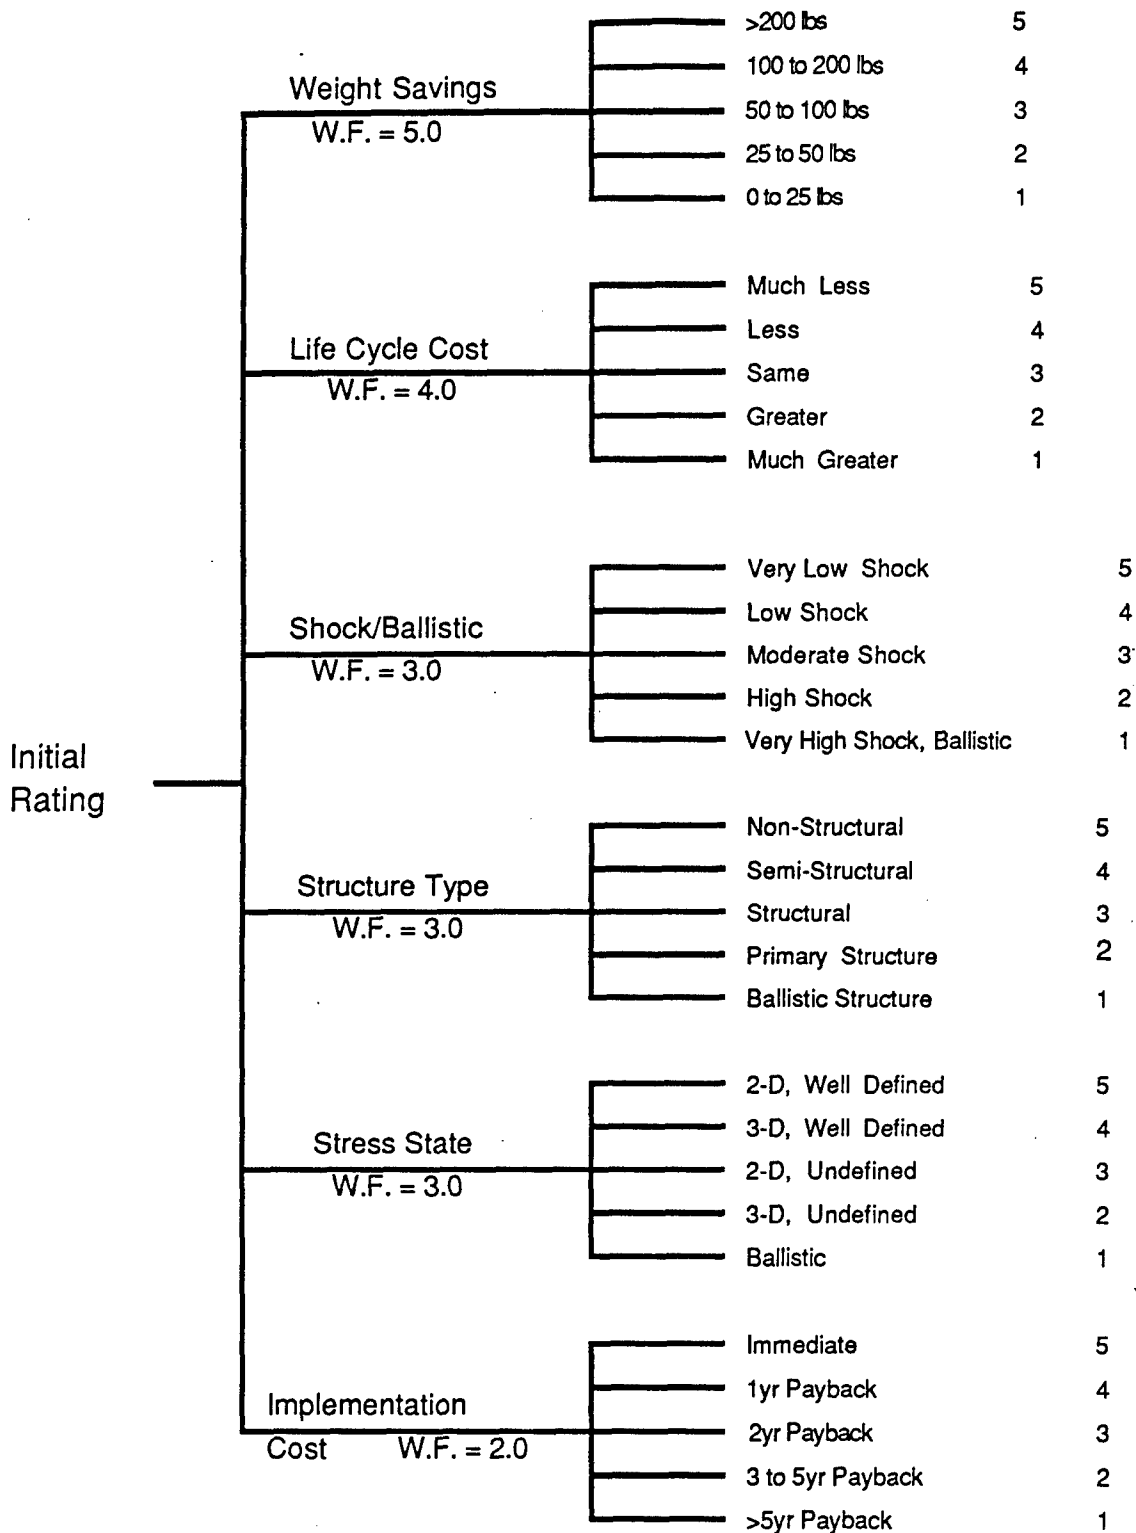 >200 lbs 5
100 to 200 lbs 4
Weight Savings
50 to 100 lbs 3
W.F. = 5.0
25 to 50 lbs 2
0 to 25 lbs 1
Much Less 5
Less 4
Life Cycle Cost
Same 3
W.F. = 4.0
Greater 2
Much Greater 1
Very Low Shock 5
Low Shock 4
Shock/Ballistic
Moderate Shock 3
W.F. = 3.0
High Shock 2
Very High Shock, Ballistic 1
Initial
Rating
Non-Structural 5
Semi-Structural 4
Structure Type
Structural 3
W.F. = 3.0
Primary Structure 2
Ballistic Structure 1
2-D, Well Defined 5
3-D, Well Defined 4
Stress State
2-D, Undefined 3
W.F. = 3.0
3-D, Undefined 2
Ballistic 1
Immediate 5
1yr Payback 4
Implementation
2yr Payback 3
Cost W.F. = 2.0
3 to 5yr Payback 2
>5yr Payback 1